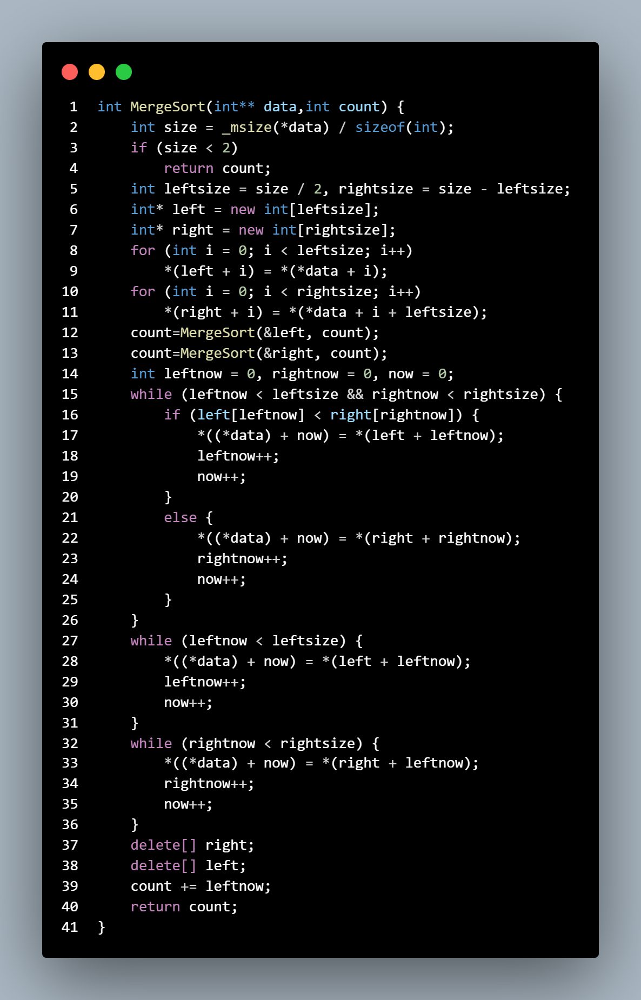 1 int MergeSort(int** data,int count) {
2     int size = _msize(*data) / sizeof(int);
3     if (size < 2)
4         return count;
5     int leftsize = size / 2, rightsize = size - leftsize;
6     int* left = new int[leftsize];
7     int* right = new int[rightsize];
8     for (int i = 0; i < leftsize; i++)
9         *(left + i) = *(*data + i);
10     for (int i = 0; i < rightsize; i++)
11         *(right + i) = *(*data + i + leftsize);
12     count=MergeSort(&left, count);
13     count=MergeSort(&right, count);
14     int leftnow = 0, rightnow = 0, now = 0;
15     while (leftnow < leftsize && rightnow < rightsize) {
16         if (left[leftnow] < right[rightnow]) {
17             *((*data) + now) = *(left + leftnow);
18             leftnow++;
19             now++;
20         }
21         else {
22             *((*data) + now) = *(right + rightnow);
23             rightnow++;
24             now++;
25         }
26     }
27     while (leftnow < leftsize) {
28         *((*data) + now) = *(left + leftnow);
29         leftnow++;
30         now++;
31     }
32     while (rightnow < rightsize) {
33         *((*data) + now) = *(right + leftnow);
34         rightnow++;
35         now++;
36     }
37     delete[] right;
38     delete[] left;
39     count += leftnow;
40     return count;
41 }